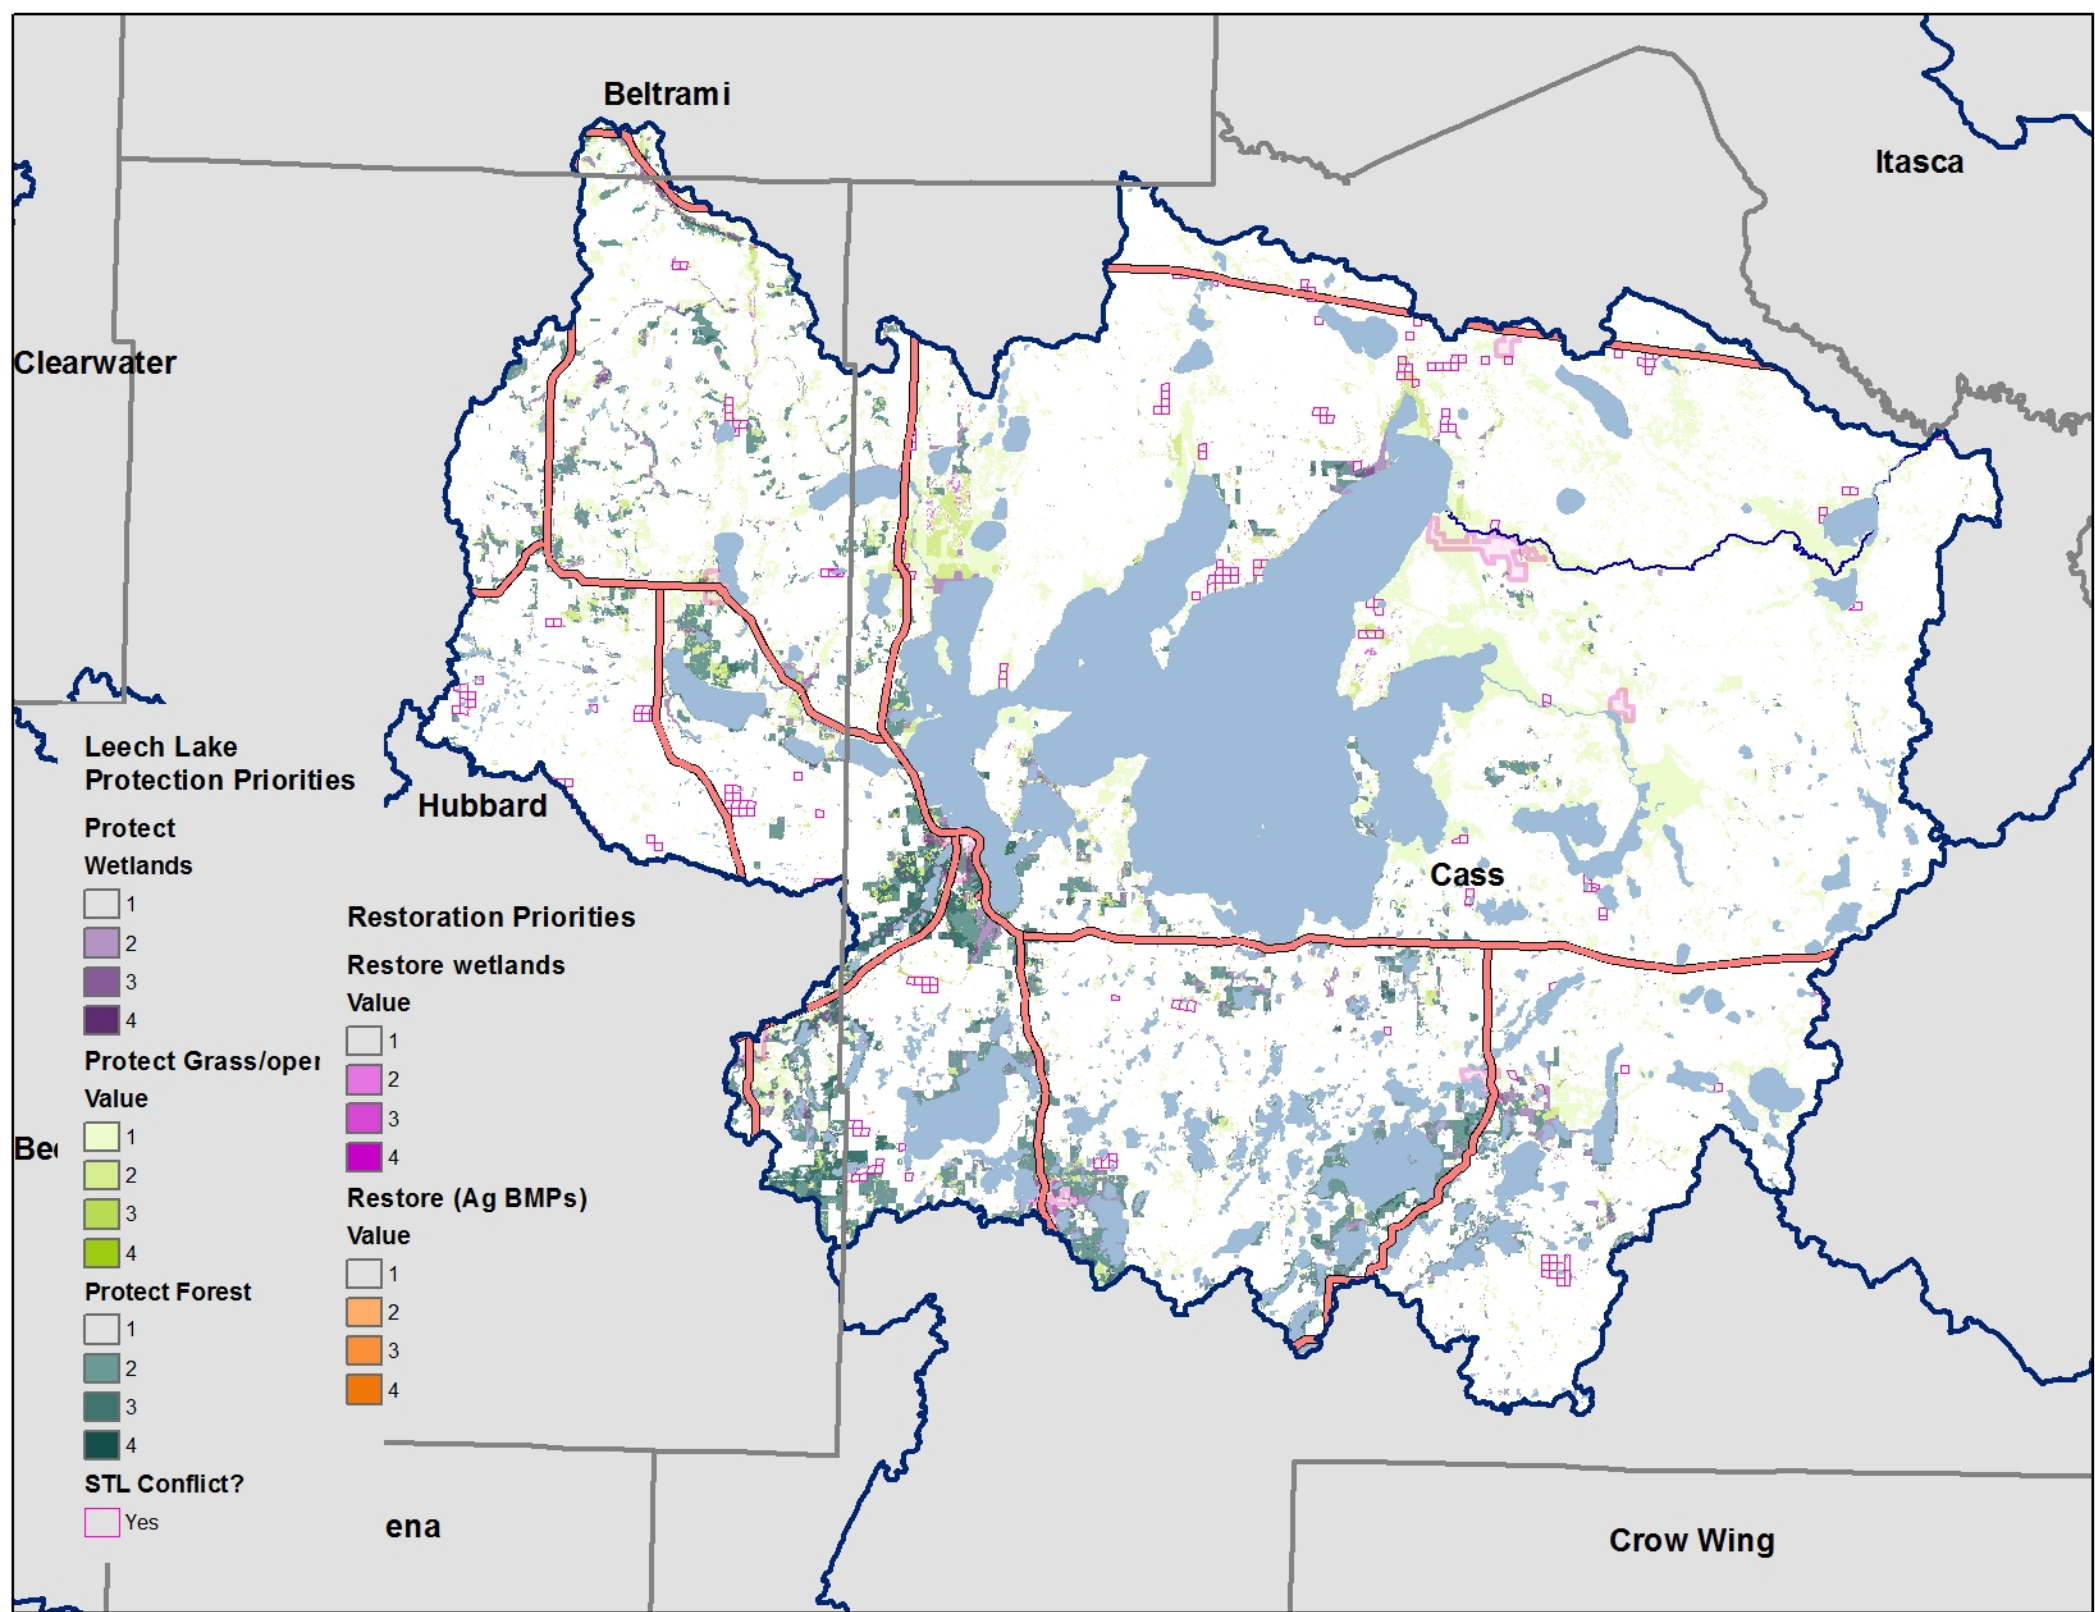 Beltrami
Itasca
Clearwater
Hubbard
Cass
Leech Lake
Protection Priorities
Protect
Wetlands
1
2
3
4
Protect Grass/oper
Value
1
2
3
4
Protect Forest
1
2
3
4
STL Conflict?
Yes
Restoration Priorities
Restore wetlands
Value
1
2
3
4
Restore (Ag BMPs)
Value
1
2
3
4
Be
ena
Crow Wing